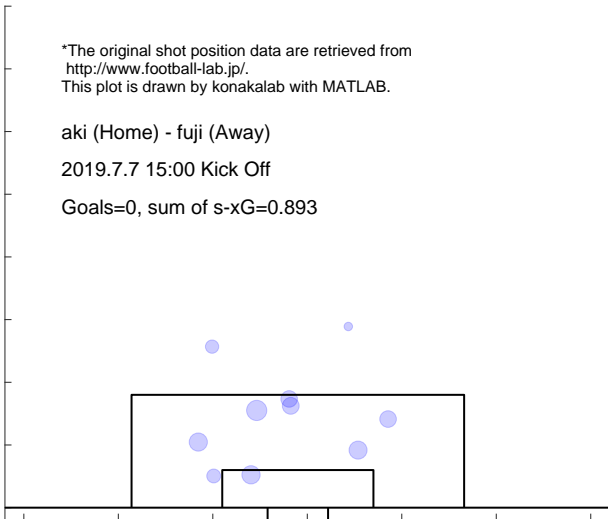 *The original shot position data are retrieved from
http://www.football-lab.jp/.
This plot is drawn by konakalab with MATLAB.
aki (Home) - fuji (Away)
2019.7.7 15:00 Kick Off
Goals=0, sum of s-xG=0.893